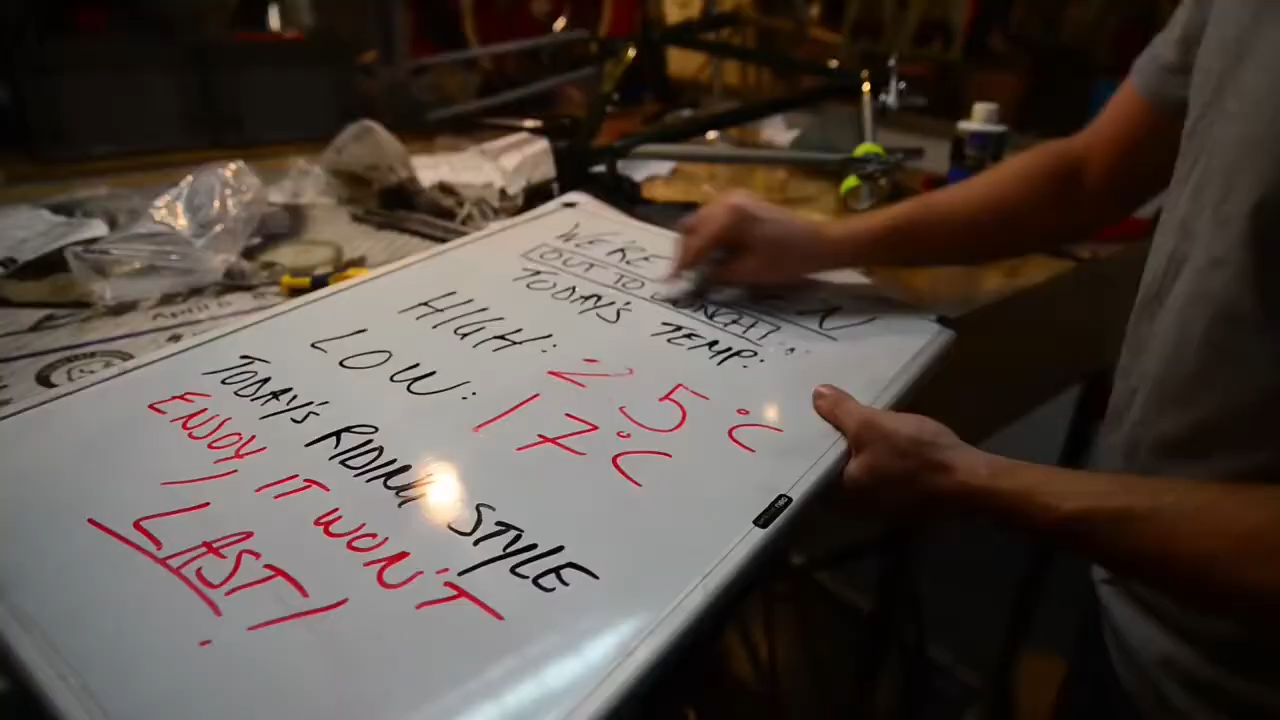 WE'RE
OUT TO LUNCH!...
TODAY'S TEMP:
HIGH: 25°C
LOW: 17°C
TODAY'S RIDING STYLE
ENJOY IT WON'T
LAST!